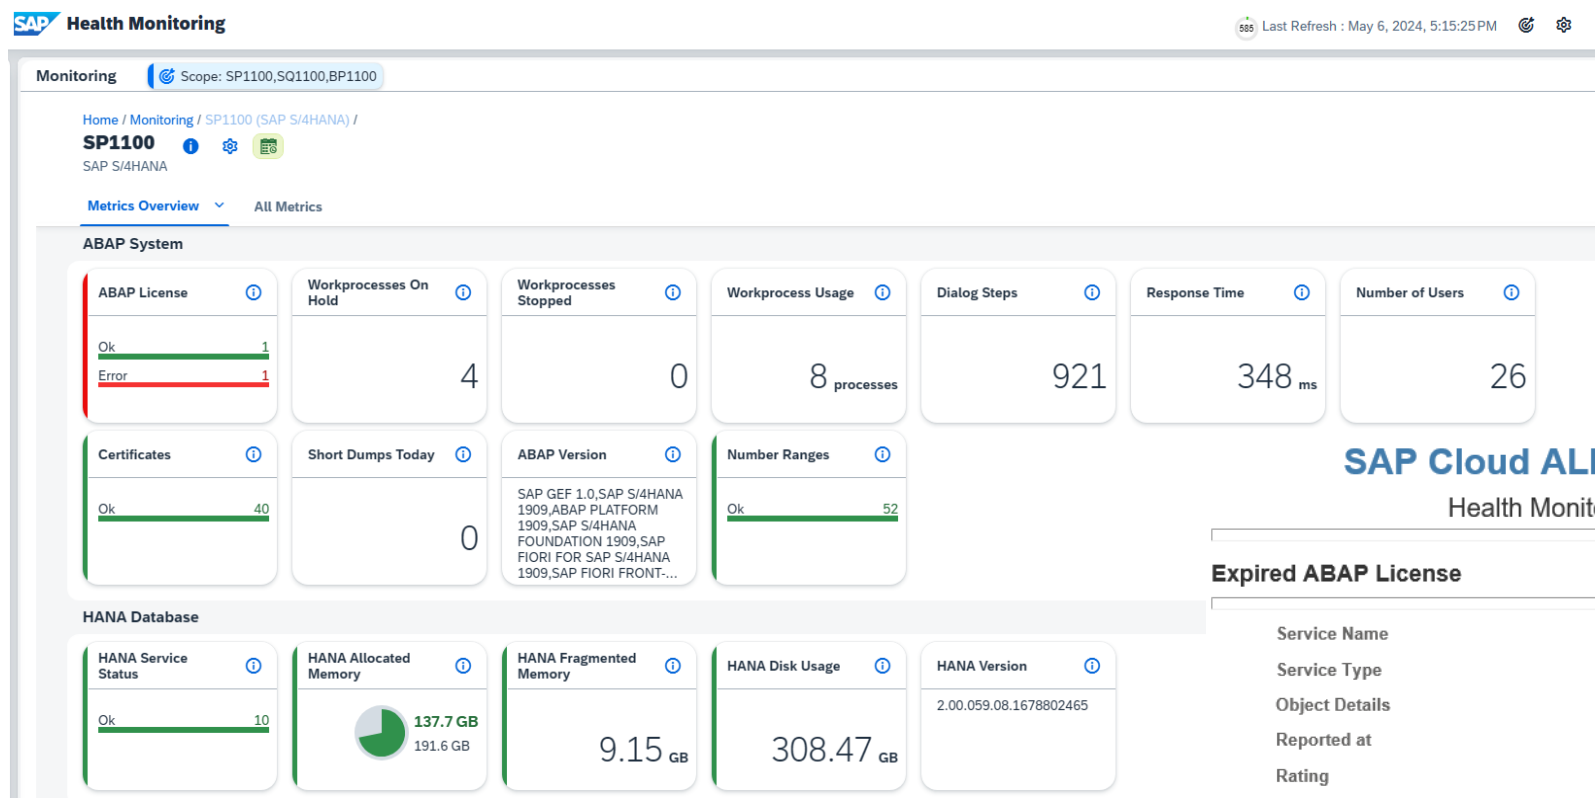 SAP Health Monitoring
585 Last Refresh : May 6, 2024, 5:15:25 PM
Monitoring
Scope: SP1100,SQ1100,BP1100
Home / Monitoring / SP1100 (SAP S/4HANA) /
SP1100
SAP S/4HANA
Metrics Overview
All Metrics
ABAP System
ABAP License
Ok 1
Error 1
Workprocesses On
Hold
4
Workprocesses
Stopped
0
Workprocess Usage
8 processes
Dialog Steps
921
Response Time
348 ms
Number of Users
26
Certificates
Ok 40
Short Dumps Today
0
ABAP Version
SAP GEF 1.0,SAP S/4HANA
1909,ABAP PLATFORM
1909,SAP S/4HANA
FOUNDATION 1909,SAP
FIORI FOR SAP S/4HANA
1909,SAP FIORI FRONT-...
Number Ranges
Ok 52
HANA Database
HANA Service
Status
Ok 10
HANA Allocated
Memory
137.7 GB
191.6 GB
HANA Fragmented
Memory
9.15 GB
HANA Disk Usage
308.47 GB
HANA Version
2.00.059.08.1678802465
SAP Cloud AL
Health Monit
Expired ABAP License
Service Name
Service Type
Object Details
Reported at
Rating